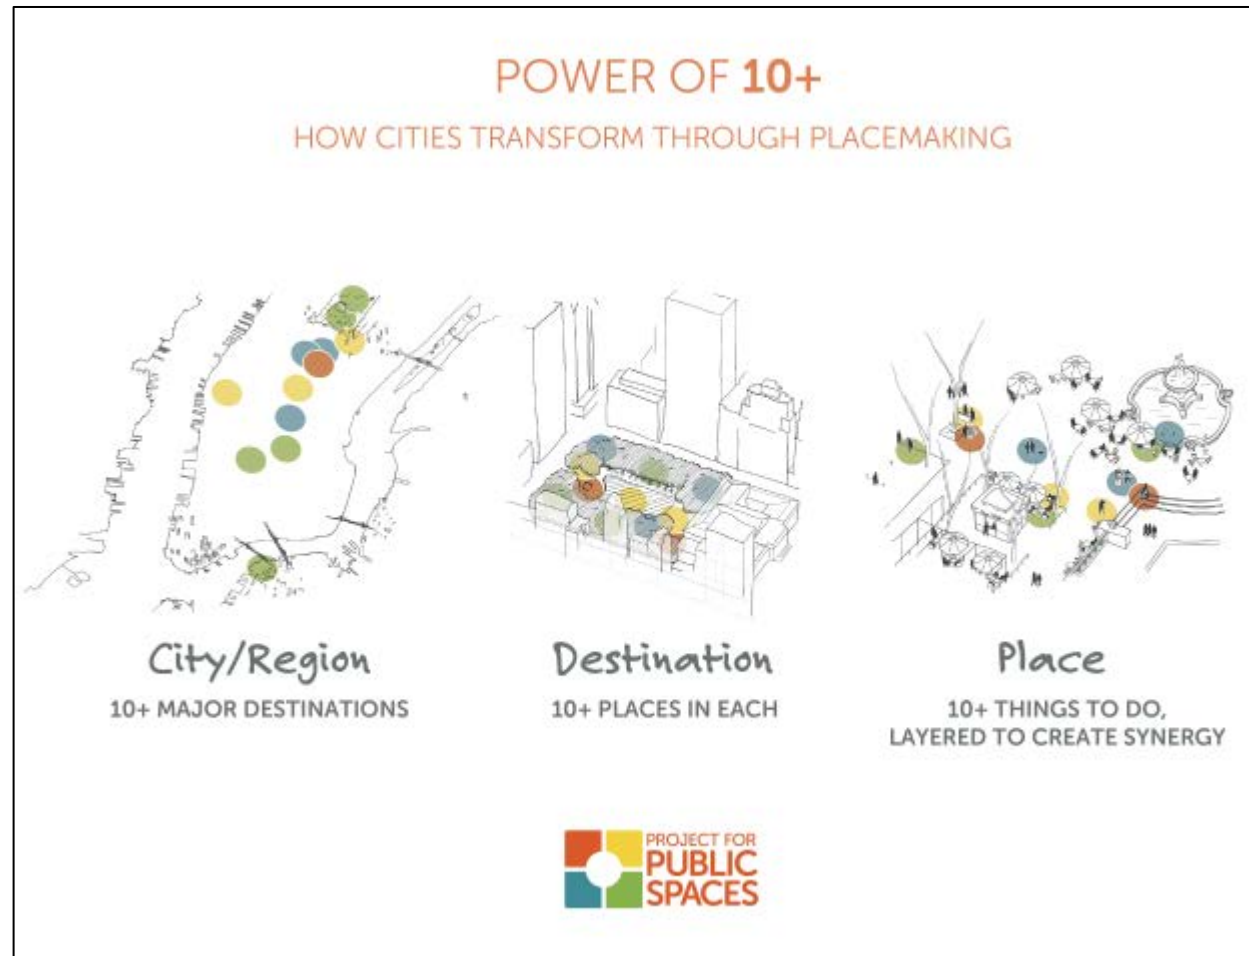 POWER OF 10+
HOW CITIES TRANSFORM THROUGH PLACEMAKING
City/Region
10+ MAJOR DESTINATIONS
Destination
10+ PLACES IN EACH
Place
10+ THINGS TO DO,
LAYERED TO CREATE SYNERGY
PROJECT FOR
PUBLIC
SPACES